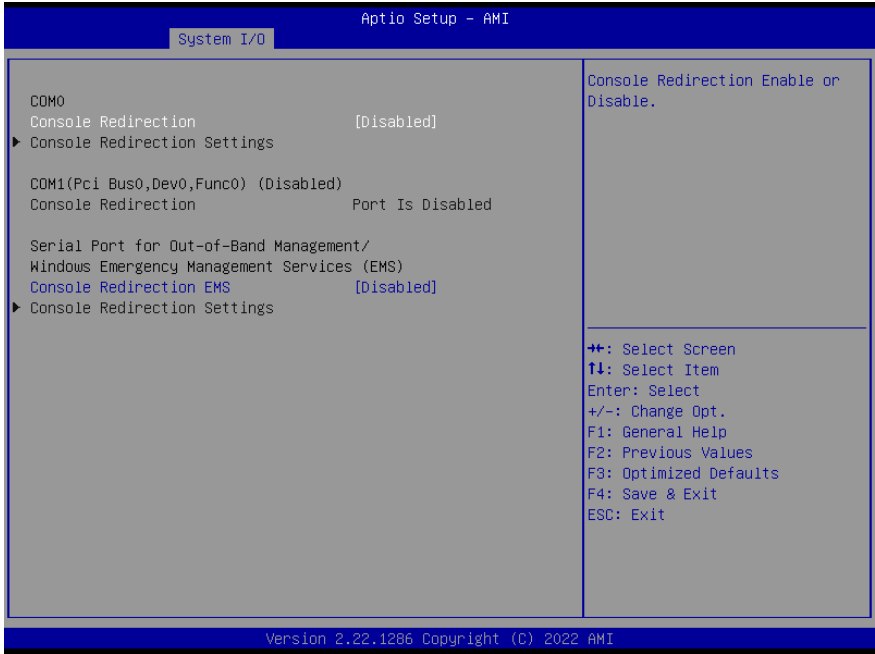 Aptio Setup – AMI
System I/O
COM0
Console Redirection [Disabled]
▶ Console Redirection Settings
COM1(Pci Bus0,Dev0,Func0) (Disabled)
Console Redirection Port Is Disabled
Serial Port for Out-of-Band Management/
Windows Emergency Management Services (EMS)
Console Redirection EMS [Disabled]
▶ Console Redirection Settings
Console Redirection Enable or
Disable.
→←: Select Screen
↑↓: Select Item
Enter: Select
+/-: Change Opt.
F1: General Help
F2: Previous Values
F3: Optimized Defaults
F4: Save & Exit
ESC: Exit
Version 2.22.1286 Copyright (C) 2022 AMI